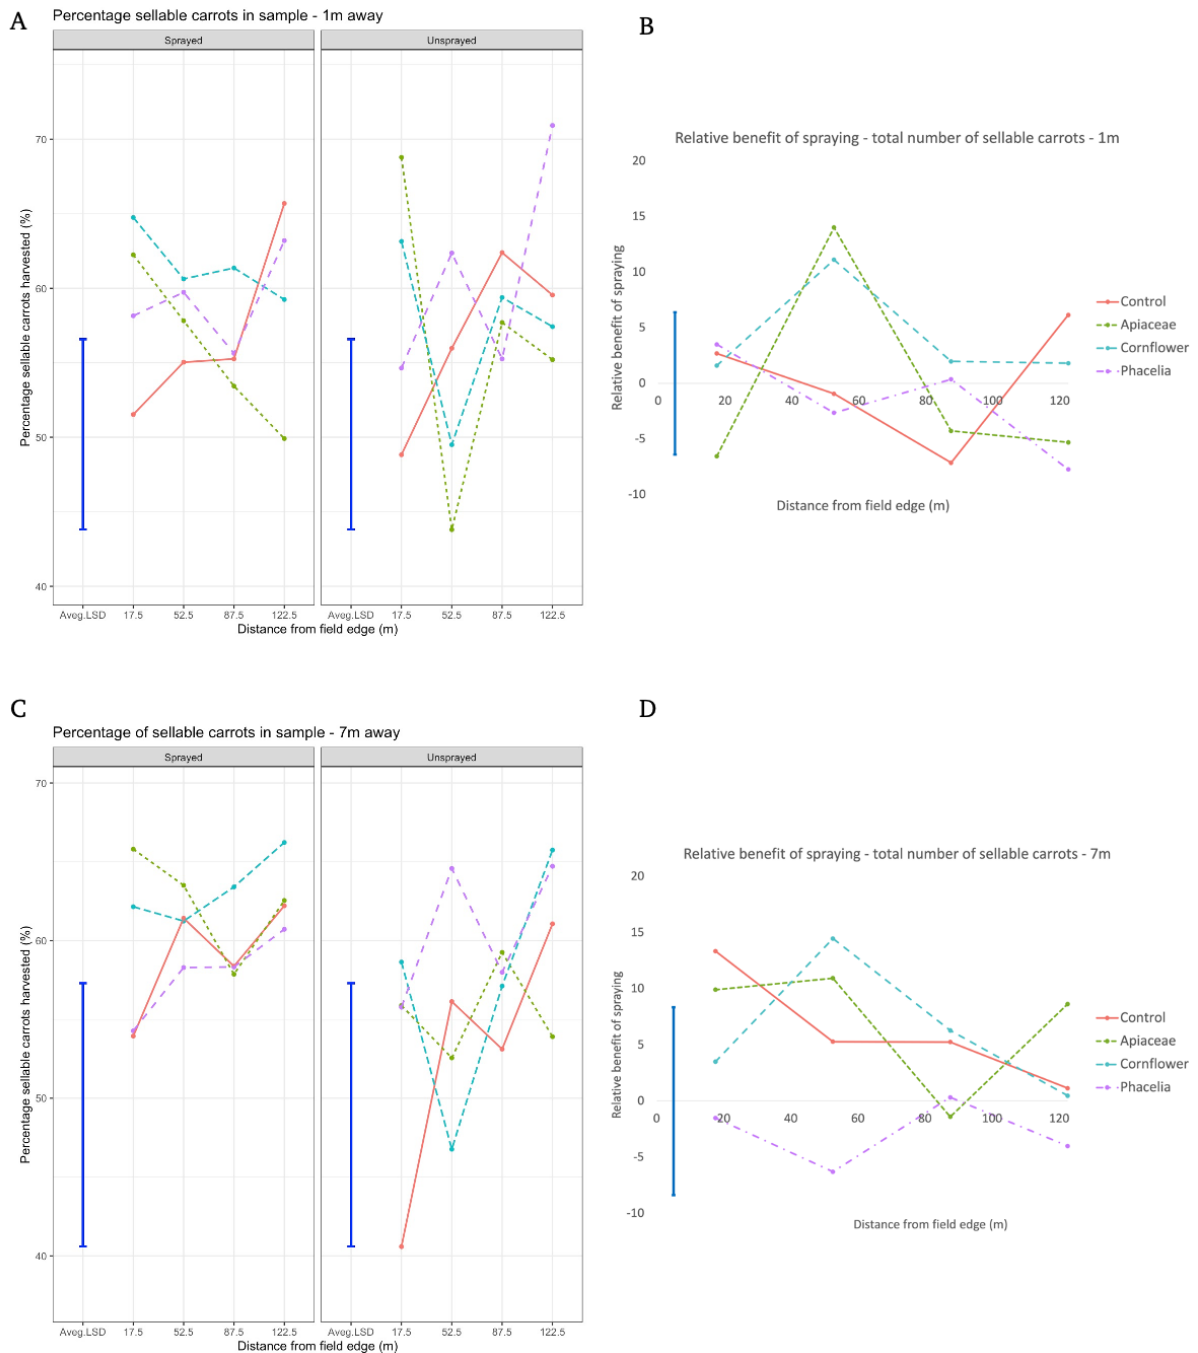 A
Percentage sellable carrots in sample - 1m away
Sprayed
Unsprayed
Percentage sellable carrots harvested (%)
70
60
50
40
Aveg.LSD 17.5 52.5 87.5 122.5
Aveg.LSD 17.5 52.5 87.5 122.5
Distance from field edge (m)
B
Relative benefit of spraying - total number of sellable carrots - 1m
Relative benefit of spraying
20
15
10
5
0
-5
-10
0 20 40 60 80 100 120
Distance from field edge (m)
Control
Apiaceae
Cornflower
Phacelia
C
Percentage of sellable carrots in sample - 7m away
Sprayed
Unsprayed
Percentage sellable carrots harvested (%)
70
60
50
40
Aveg.LSD 17.5 52.5 87.5 122.5
Aveg.LSD 17.5 52.5 87.5 122.5
Distance from field edge (m)
D
Relative benefit of spraying - total number of sellable carrots - 7m
Relative benefit of spraying
20
15
10
5
0
-5
-10
0 20 40 60 80 100 120
Distance from field edge (m)
Control
Apiaceae
Cornflower
Phacelia